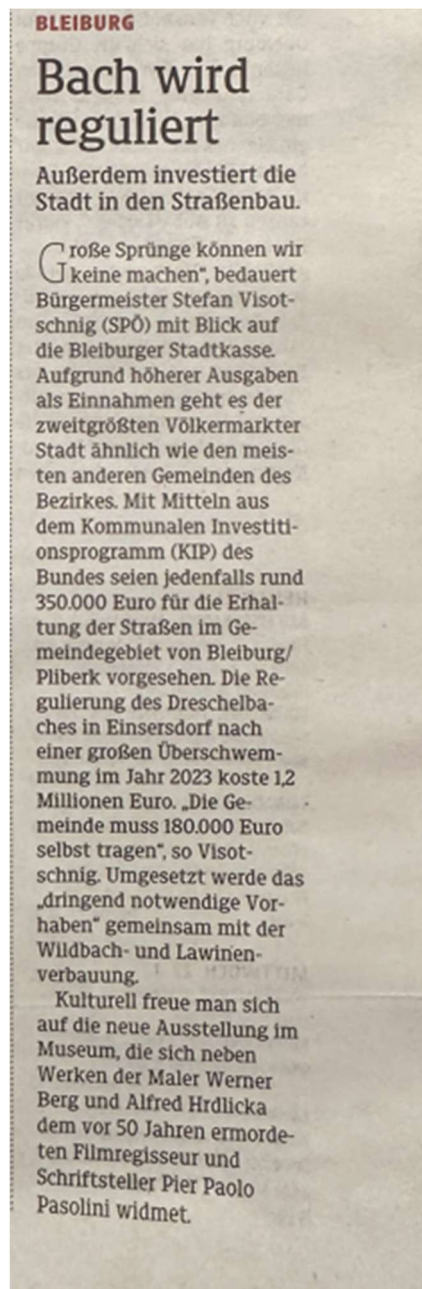 BLEIBURG
Bach wird
reguliert
Außerdem investiert die
Stadt in den Straßenbau.
Große Sprünge können wir
keine machen“, bedauert
Bürgermeister Stefan Visot-
schnig (SPÖ) mit Blick auf
die Bleiburger Stadtkasse.
Aufgrund höherer Ausgaben
als Einnahmen geht es der
zweitgrößten Völkermarkter
Stadt ähnlich wie den meis-
ten anderen Gemeinden des
Bezirkes. Mit Mitteln aus
dem Kommunalen Investiti-
onsprogramm (KIP) des
Bundes seien jedenfalls rund
350.000 Euro für die Erhal-
tung der Straßen im Ge-
meindegebiet von Bleiburg/
Pliberk vorgesehen. Die Re-
gulierung des Dreschelba-
ches in Einsersdorf nach
einer großen Überschwem-
mung im Jahr 2023 koste 1,2
Millionen Euro. „Die Ge-
meinde muss 180.000 Euro
selbst tragen“, so Visot-
schnig. Umgesetzt werde das
„dringend notwendige Vor-
haben“ gemeinsam mit der
Wildbach- und Lawinen-
verbauung.
Kulturell freue man sich
auf die neue Ausstellung im
Museum, die sich neben
Werken der Maler Werner
Berg und Alfred Hrdlicka
dem vor 50 Jahren ermorde-
ten Filmregisseur und
Schriftsteller Pier Paolo
Pasolini widmet.